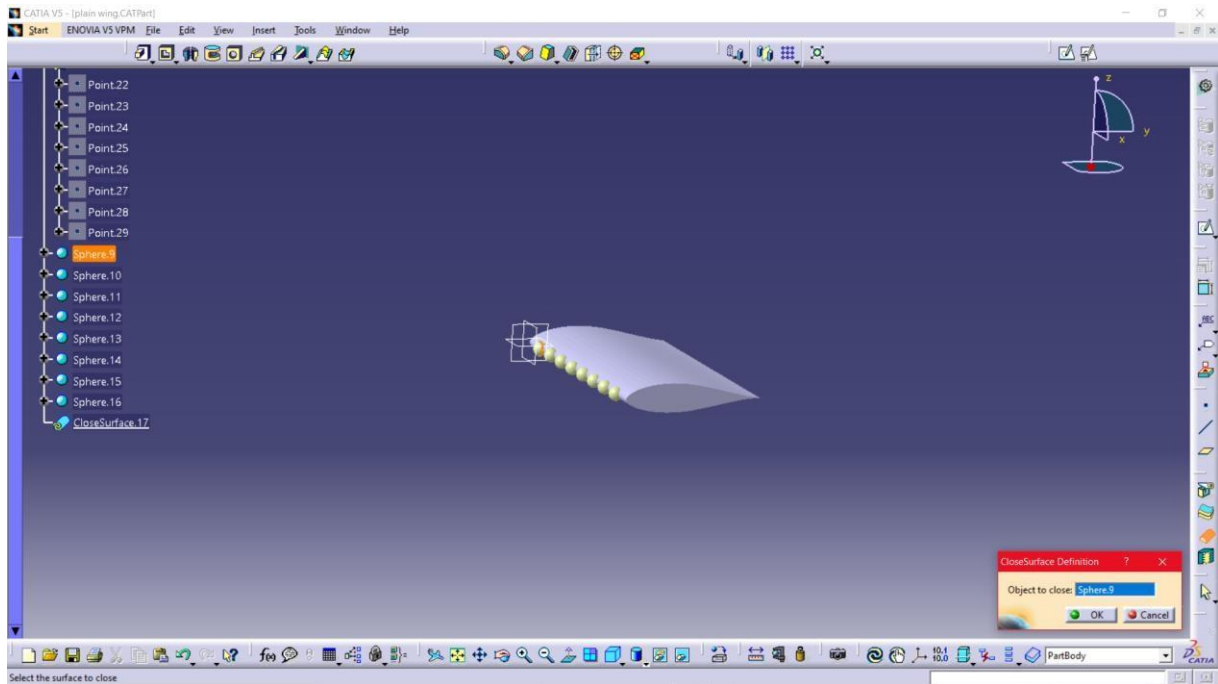 CATIA V5 - [plain wing.CATPart]
Start ENOVIA V5 VPM File Edit View Insert Tools Window Help
Point.22
Point.23
Point.24
Point.25
Point.26
Point.27
Point.28
Point.29
Sphere.9
Sphere.10
Sphere.11
Sphere.12
Sphere.13
Sphere.14
Sphere.15
Sphere.16
CloseSurface.17
z
y
x
ABC
CloseSurface Definition ? X
Object to close: Sphere.9
OK Cancel
f(x) PartBody
CATIA
Select the surface to close